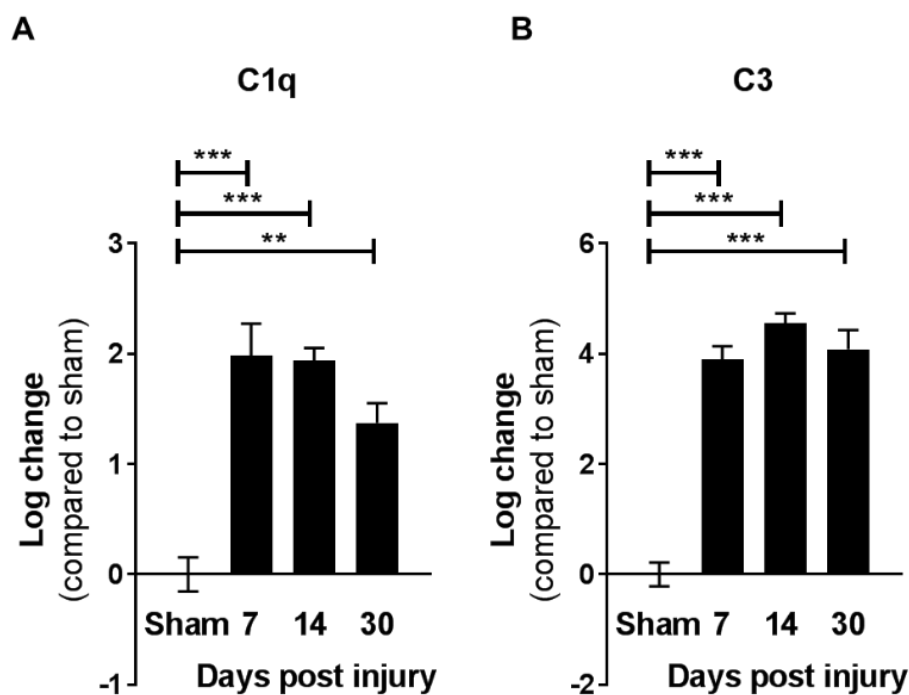 A
C1q
***
***
**
3
2
1
0
-1
Log change
(compared to sham)
Sham 7 14 30
Days post injury
B
C3
***
***
***
6
4
2
0
-2
Log change
(compared to sham)
Sham 7 14 30
Days post injury